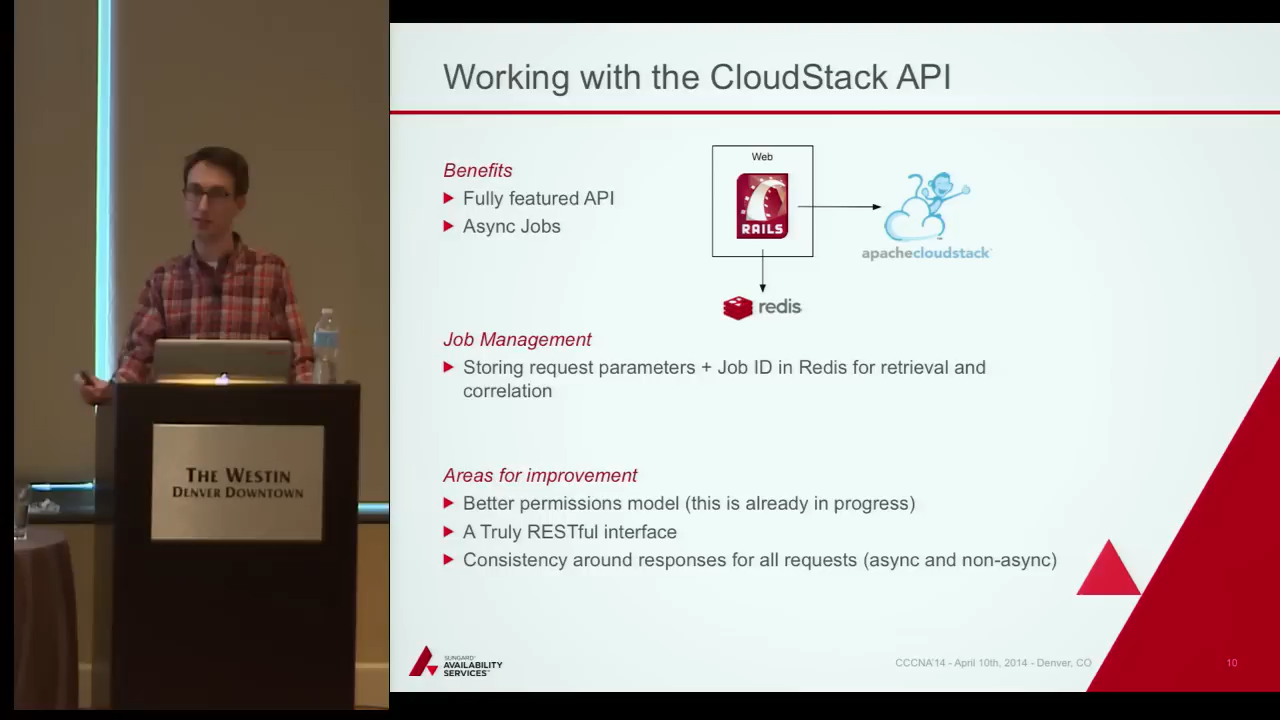 Working with the CloudStack API
Benefits
Fully featured API
Async Jobs
Web
RAILS
apachecloudstack
redis
Job Management
Storing request parameters + Job ID in Redis for retrieval and
correlation
Areas for improvement
Better permissions model (this is already in progress)
A Truly RESTful interface
Consistency around responses for all requests (async and non-async)
SUNGARD
AVAILABILITY
SERVICES
CCCNA'14 - April 10th, 2014 - Denver, CO
10
THE WESTIN
DENVER DOWNTOWN